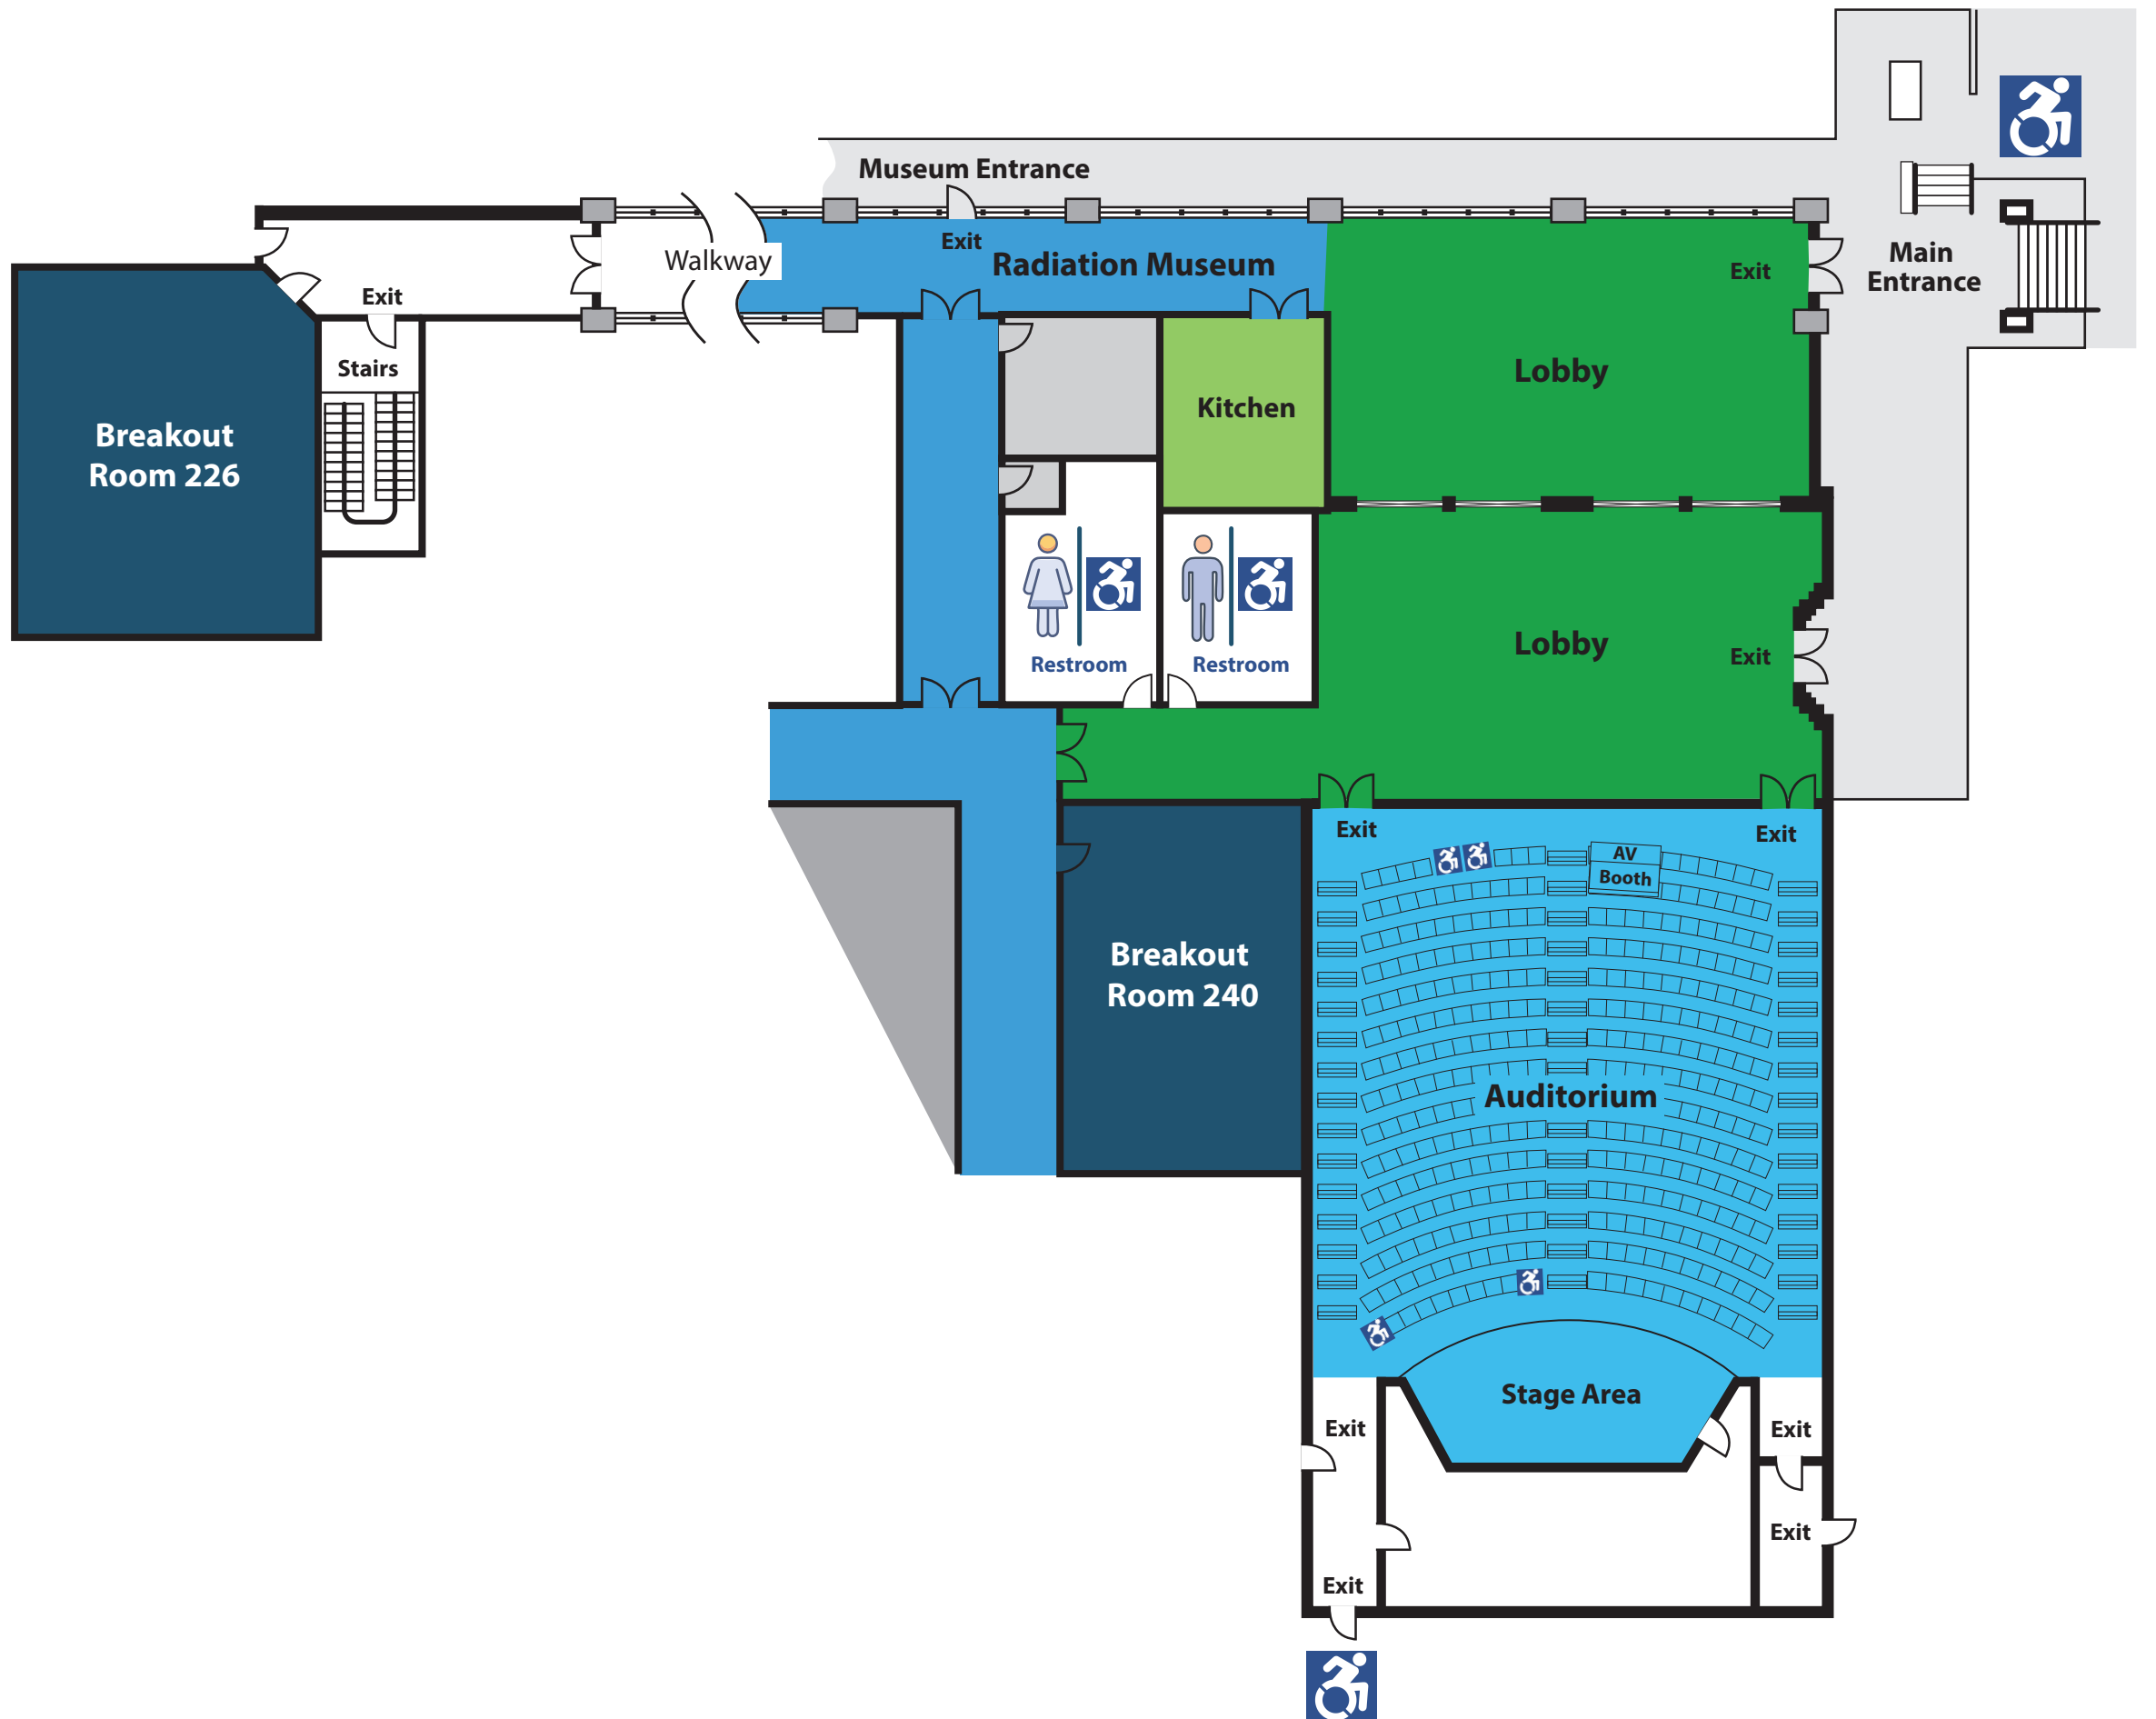 Museum Entrance
Exit
Walkway
Radiation Museum
Exit
Main
Entrance
Exit
Stairs
Lobby
Kitchen
Breakout
Room 226
Lobby
Exit
Restroom
Restroom
Exit
Exit
AV
Booth
Breakout
Room 240
Auditorium
Stage Area
Exit
Exit
Exit
Exit